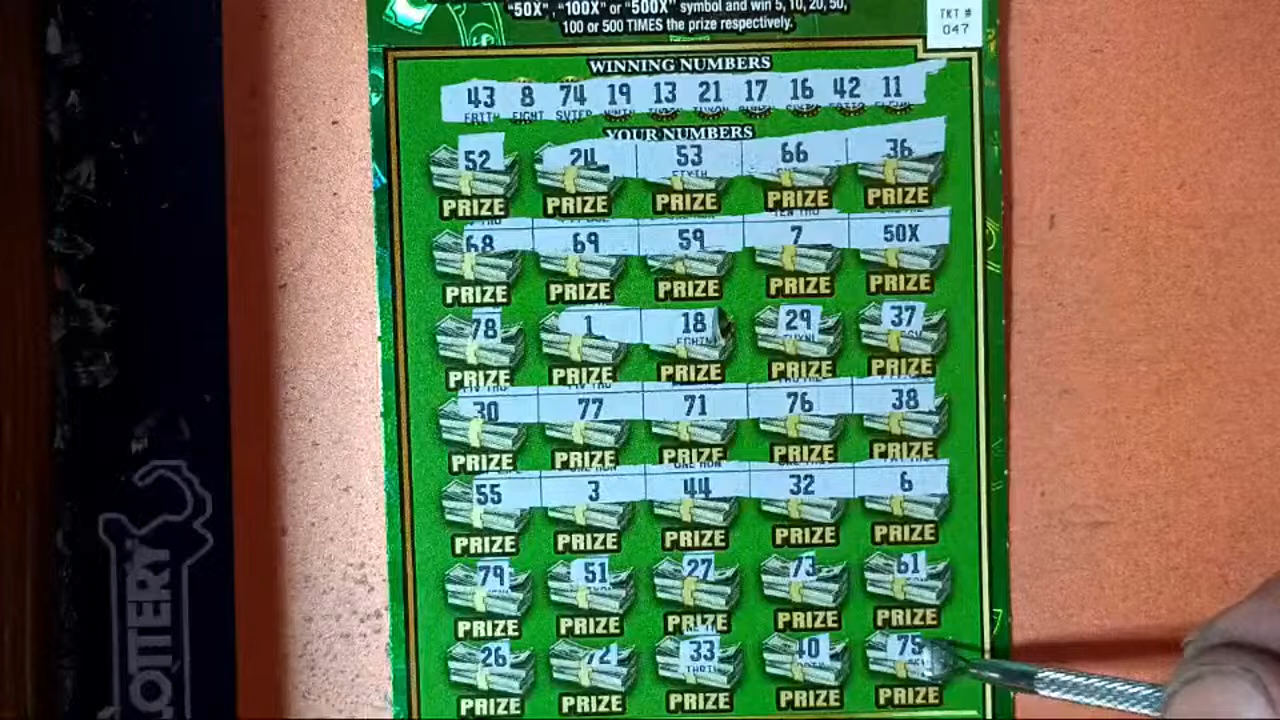 "50X", "100X" or "500X" symbol and win 5, 10, 20, 50,
100 or 500 TIMES the prize respectively.
TKT #
047
WINNING NUMBERS
43 8 74 19 13 21 17 16 42 11
EIGHT
YOUR NUMBERS
52 24 53 66 36
PRIZE PRIZE PRIZE PRIZE PRIZE
68 69 59 7 50X
PRIZE PRIZE PRIZE PRIZE PRIZE
78 1 18 29 37
PRIZE PRIZE PRIZE PRIZE PRIZE
30 77 71 76 38
PRIZE PRIZE PRIZE PRIZE PRIZE
55 3 44 32 6
PRIZE PRIZE PRIZE PRIZE PRIZE
79 51 27 73 61
PRIZE PRIZE PRIZE PRIZE PRIZE
26 72 33 40 75
PRIZE PRIZE PRIZE PRIZE PRIZE
LOTTERY